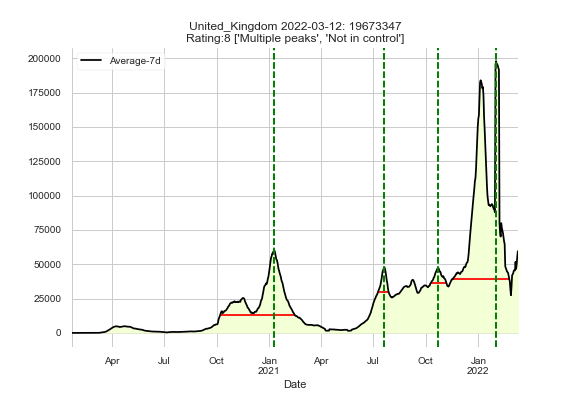 United_Kingdom 2022-03-12: 19673347
Rating:8 ['Multiple peaks', 'Not in control']
Average-7d
200000
175000
150000
125000
100000
75000
50000
25000
0
Apr Jul Oct Jan Apr Jul Oct Jan
2021 2022
Date